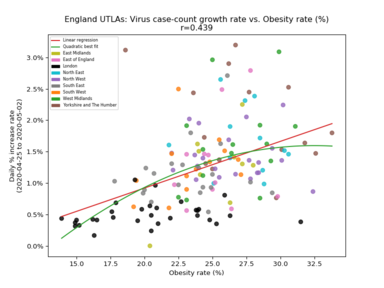 England UTLAs: Virus case-count growth rate vs. Obesity rate (%)
r=0.439
Daily % increase rate
(2020-04-25 to 2020-05-02)
3.0%
2.5%
2.0%
1.5%
1.0%
0.5%
0.0%
Linear regression
Quadratic best fit
East Midlands
East of England
London
North East
North West
South East
South West
West Midlands
Yorkshire and The Humber
15.0
17.5
20.0
22.5
25.0
27.5
30.0
32.5
Obesity rate (%)